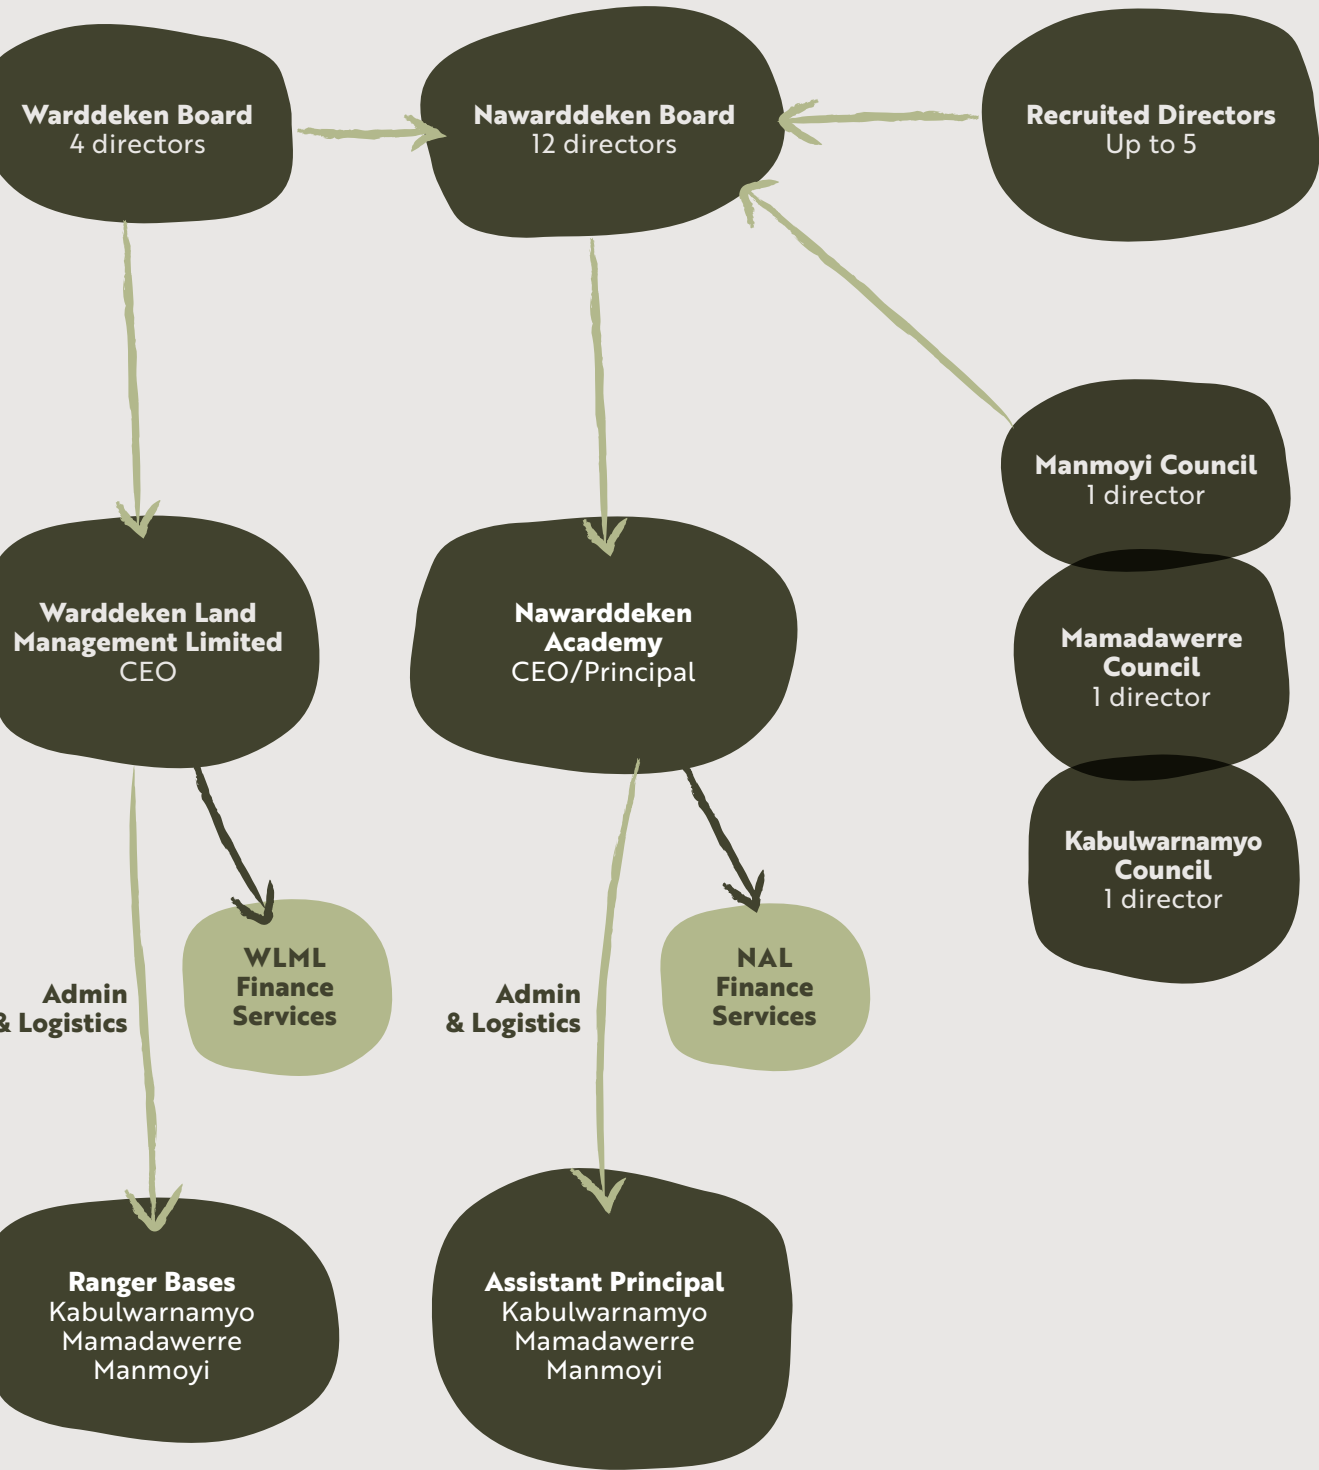 Warddeken Board
4 directors
Nawarddeken Board
12 directors
Recruited Directors
Up to 5
Manmoyi Council
1 director
Warddeken Land
Management Limited
CEO
Nawarddeken
Academy
CEO/Principal
Mamadawerre
Council
1 director
Kabulwarnamyo
Council
1 director
Admin
& Logistics
WLML
Finance
Services
Admin
& Logistics
NAL
Finance
Services
Ranger Bases
Kabulwarnamyo
Mamadawerre
Manmoyi
Assistant Principal
Kabulwarnamyo
Mamadawerre
Manmoyi